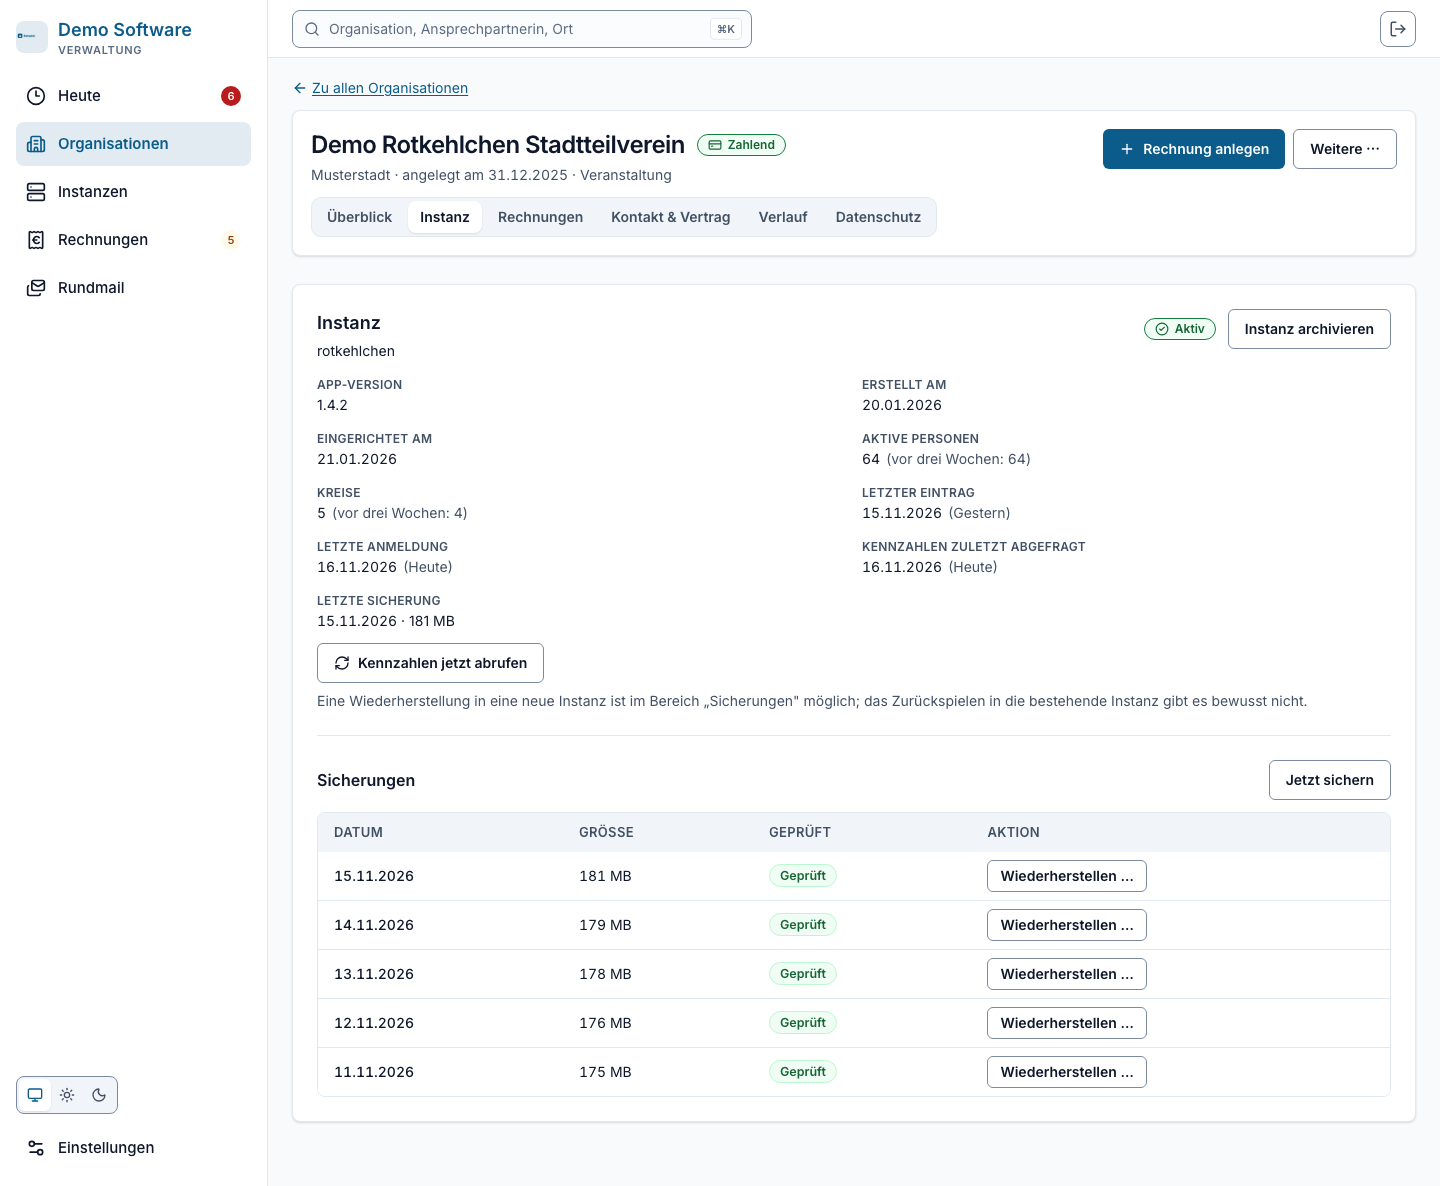 Demo Software
VERWALTUNG
Heute 6
Organisationen
Instanzen
Rechnungen 5
Rundmail
Einstellungen
Organisation, Ansprechpartnerin, Ort ⌘K
Zu allen Organisationen
Demo Rotkehlchen Stadtteilverein Zahlend
Musterstadt · angelegt am 31.12.2025 · Veranstaltung
Rechnung anlegen Weitere ···
Überblick Instanz Rechnungen Kontakt & Vertrag Verlauf Datenschutz
Instanz
rotkehlchen
Aktiv Instanz archivieren
APP-VERSION
1.4.2
ERSTELLT AM
20.01.2026
EINGERICHTET AM
21.01.2026
AKTIVE PERSONEN
64 (vor drei Wochen: 64)
KREISE
5 (vor drei Wochen: 4)
LETZTER EINTRAG
15.11.2026 (Gestern)
LETZTE ANMELDUNG
16.11.2026 (Heute)
KENNZAHLEN ZULETZT ABGEFRAGT
16.11.2026 (Heute)
LETZTE SICHERUNG
15.11.2026 · 181 MB
Kennzahlen jetzt abrufen
Eine Wiederherstellung in eine neue Instanz ist im Bereich „Sicherungen" möglich; das Zurückspielen in die bestehende Instanz gibt es bewusst nicht.
Sicherungen Jetzt sichern
DATUM GRÖSSE GEPRÜFT AKTION
15.11.2026 181 MB Geprüft Wiederherstellen ...
14.11.2026 179 MB Geprüft Wiederherstellen ...
13.11.2026 178 MB Geprüft Wiederherstellen ...
12.11.2026 176 MB Geprüft Wiederherstellen ...
11.11.2026 175 MB Geprüft Wiederherstellen ...